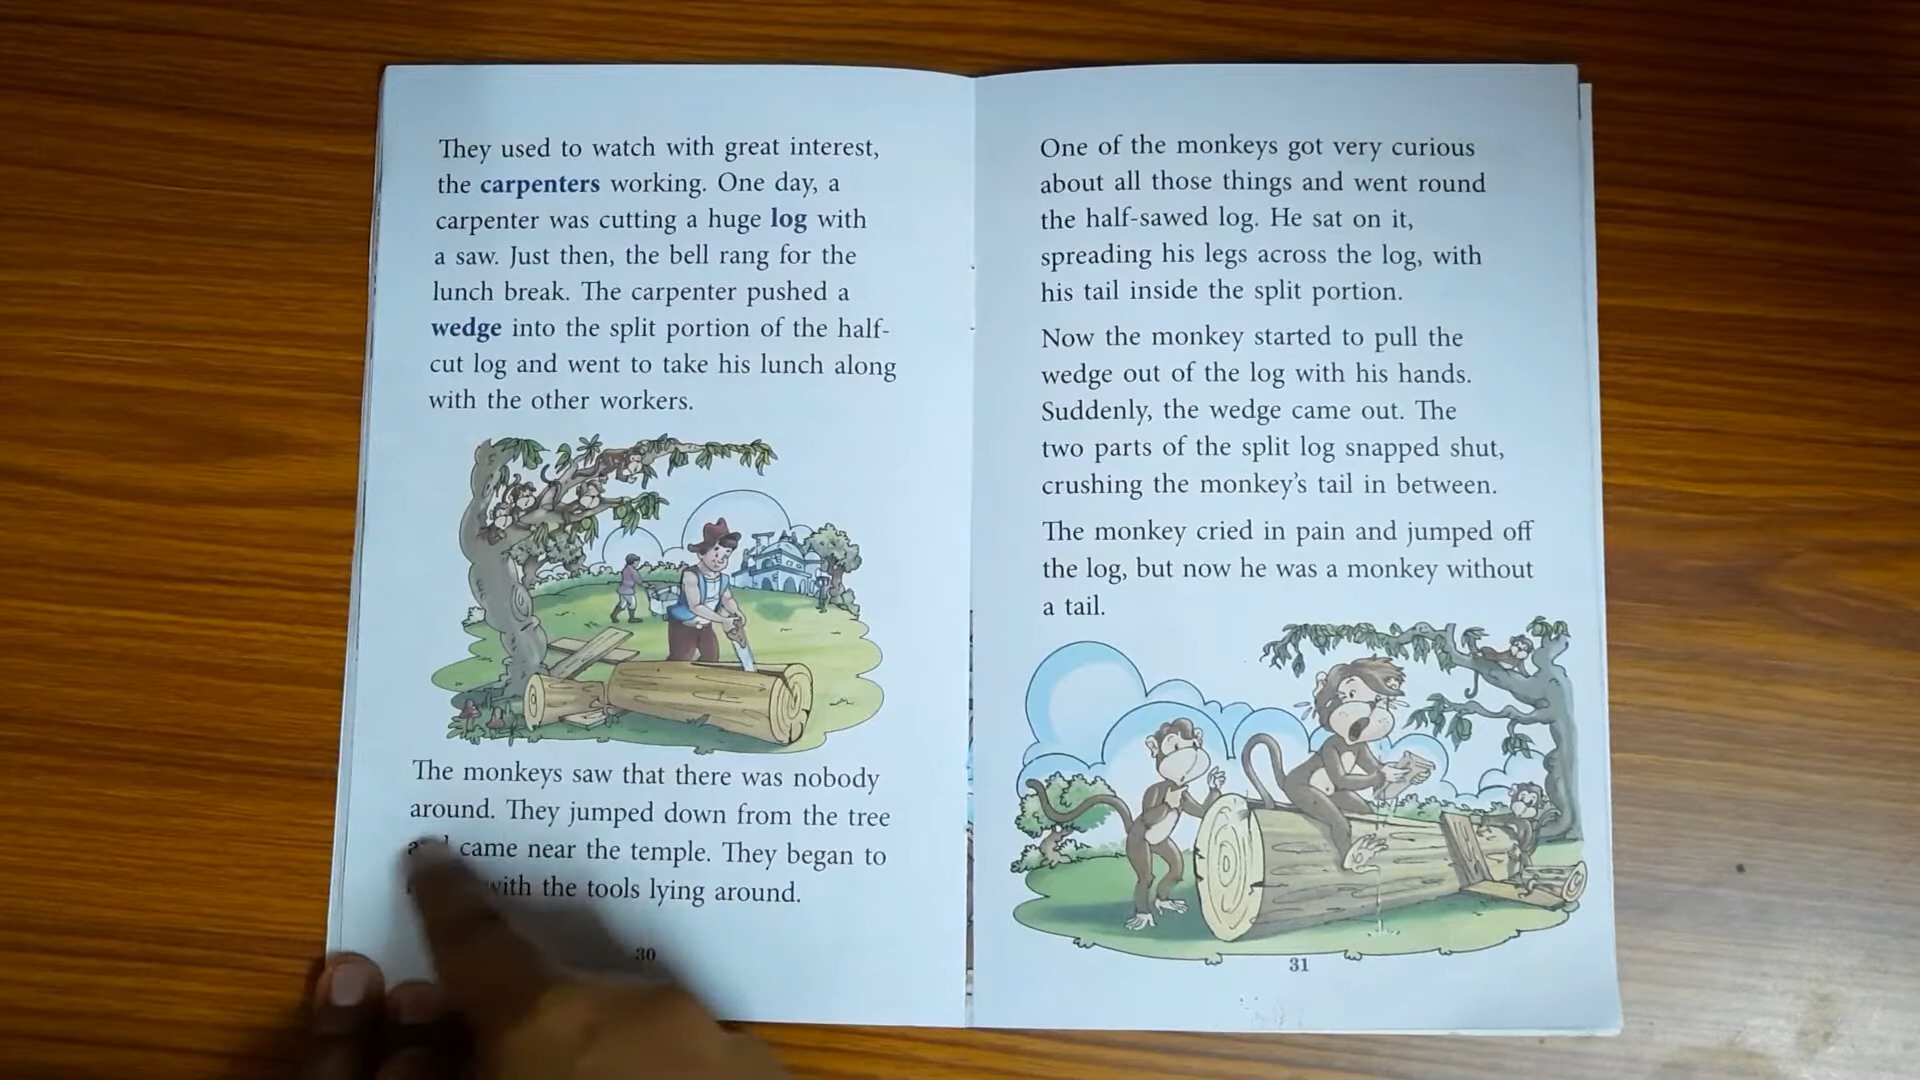 They used to watch with great interest,
the carpenters working. One day, a
carpenter was cutting a huge log with
a saw. Just then, the bell rang for the
lunch break. The carpenter pushed a
wedge into the split portion of the half-
cut log and went to take his lunch along
with the other workers.
The monkeys saw that there was nobody
around. They jumped down from the tree
came near the temple. They began to
with the tools lying around.
30
One of the monkeys got very curious
about all those things and went round
the half-sawed log. He sat on it,
spreading his legs across the log, with
his tail inside the split portion.
Now the monkey started to pull the
wedge out of the log with his hands.
Suddenly, the wedge came out. The
two parts of the split log snapped shut,
crushing the monkey's tail in between.
The monkey cried in pain and jumped off
the log, but now he was a monkey without
a tail.
31